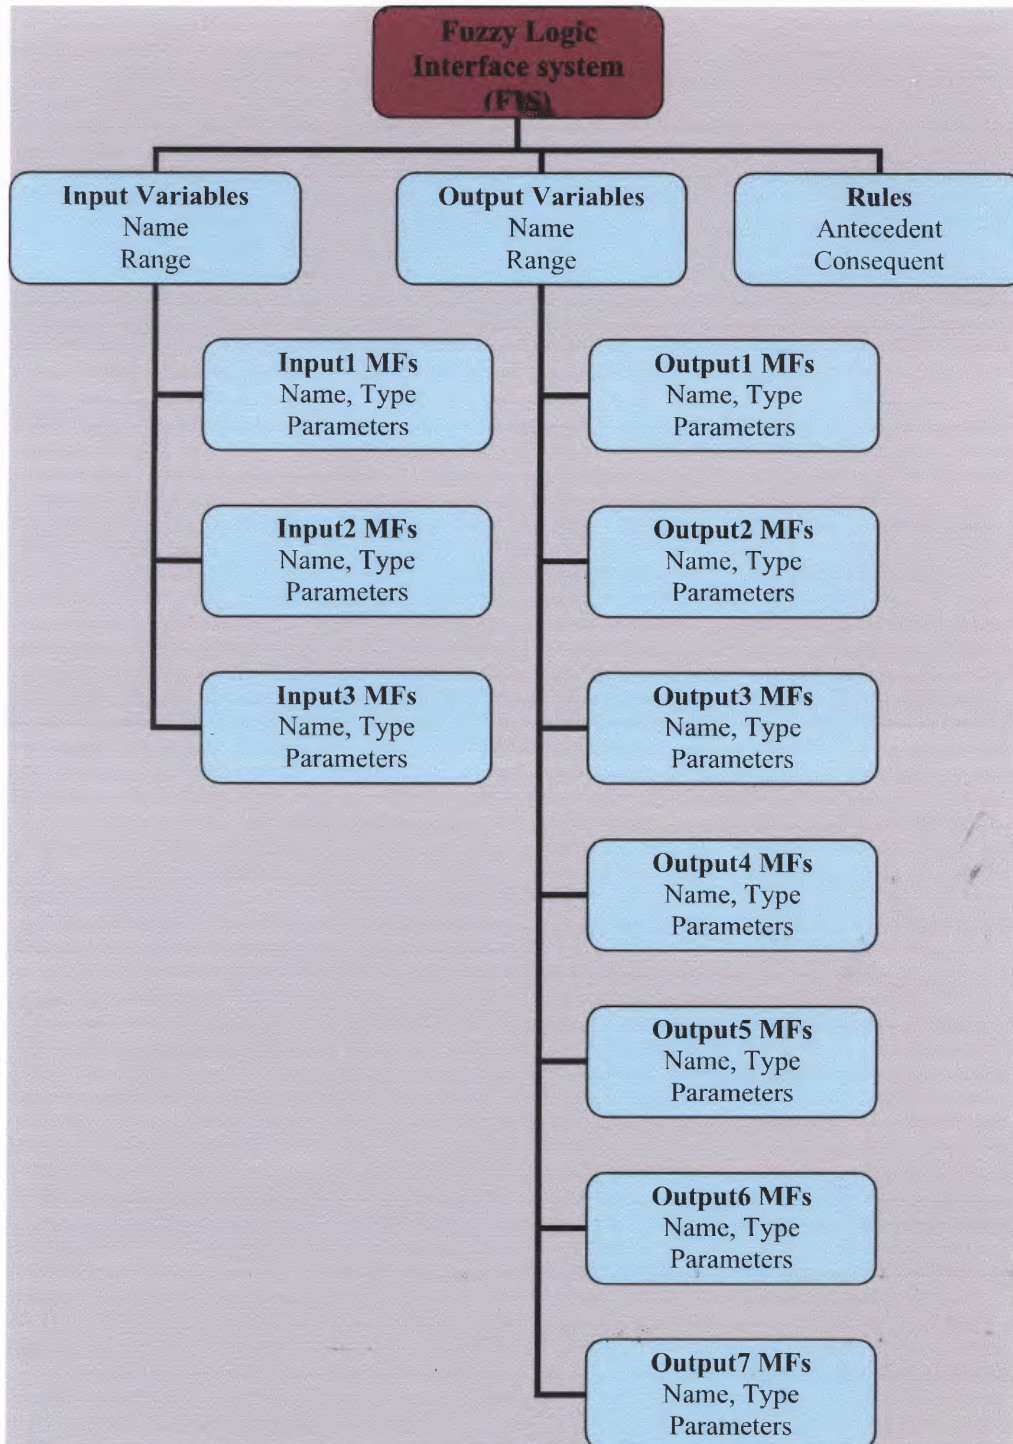 Fuzzy Logic
Interface system
(FIS)
Input Variables
Name
Range
Output Variables
Name
Range
Rules
Antecedent
Consequent
Input1 MFs
Name, Type
Parameters
Input2 MFs
Name, Type
Parameters
Input3 MFs
Name, Type
Parameters
Output1 MFs
Name, Type
Parameters
Output2 MFs
Name, Type
Parameters
Output3 MFs
Name, Type
Parameters
Output4 MFs
Name, Type
Parameters
Output5 MFs
Name, Type
Parameters
Output6 MFs
Name, Type
Parameters
Output7 MFs
Name, Type
Parameters